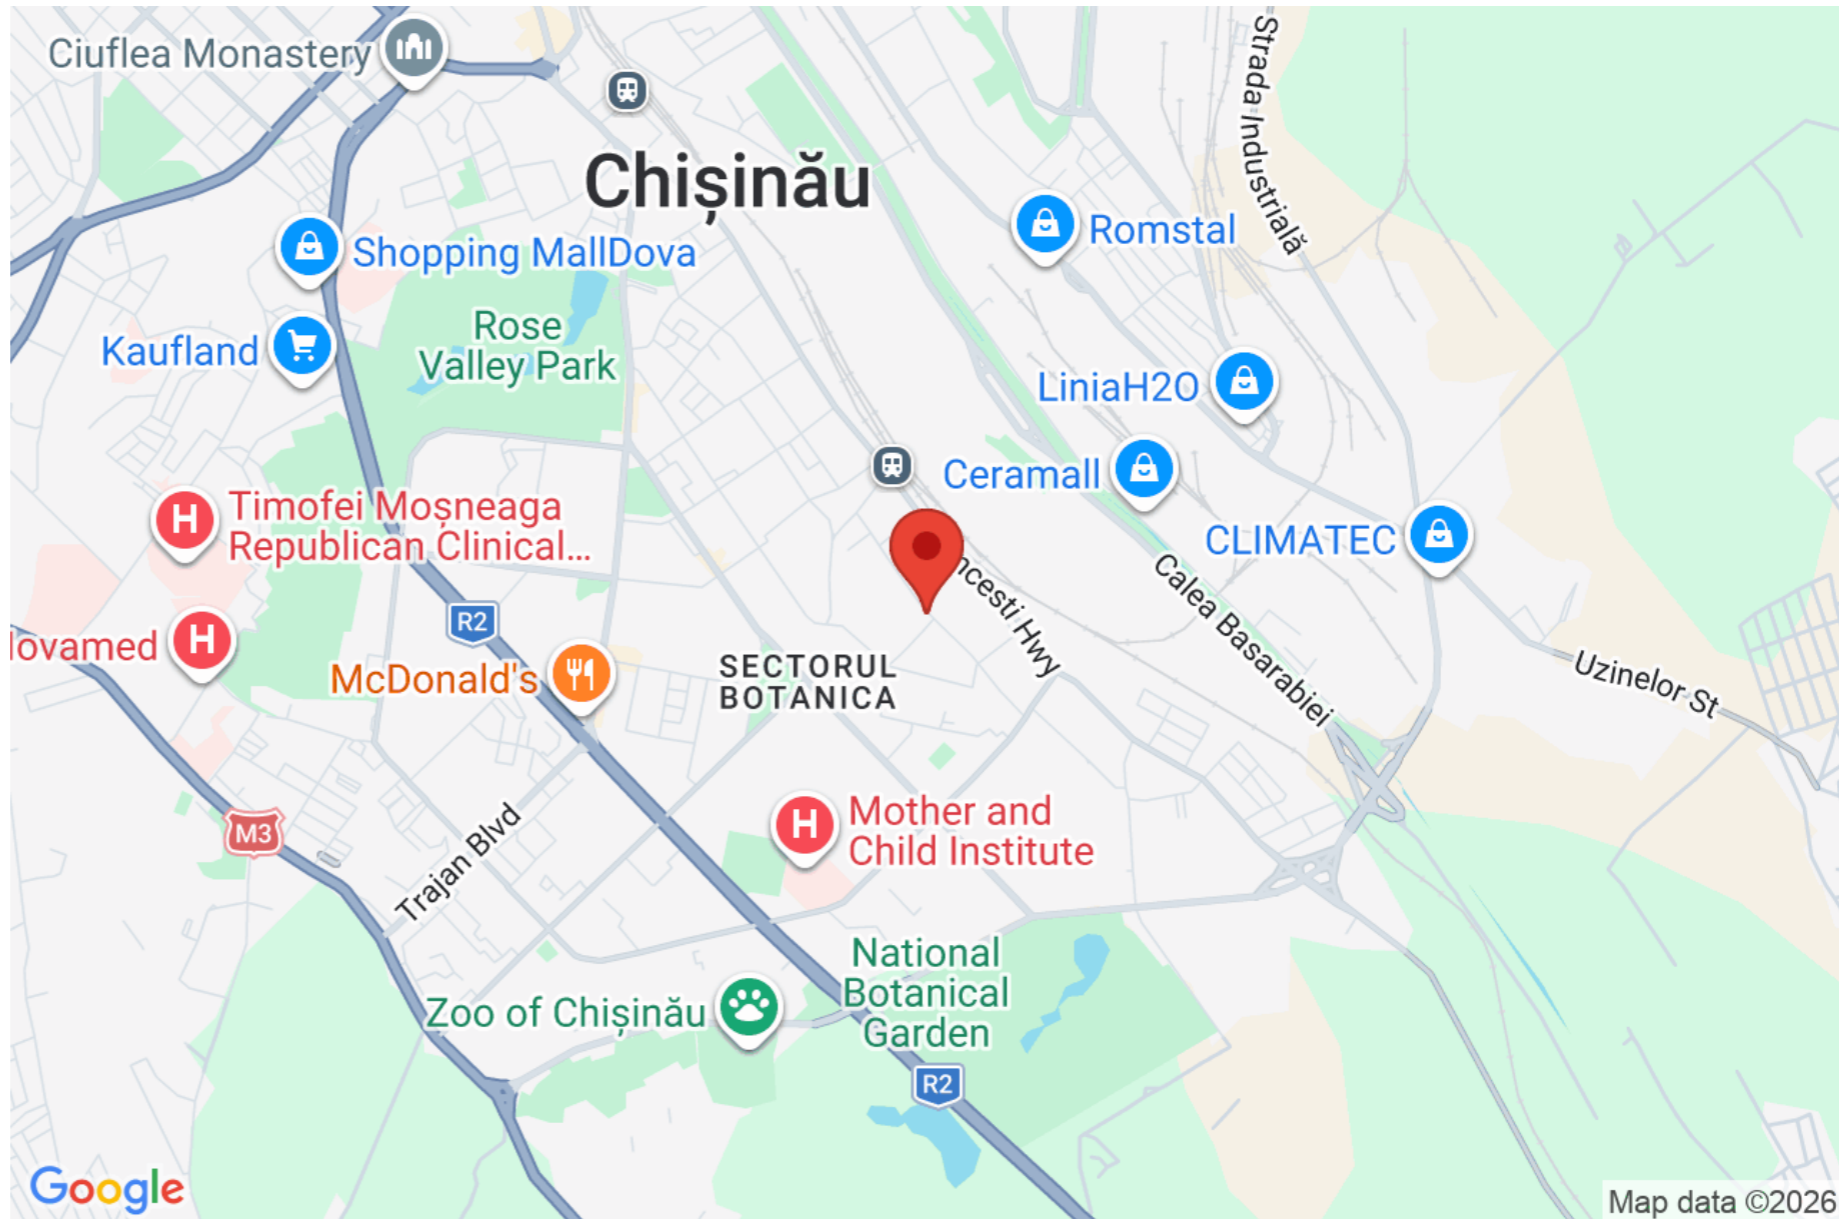 Ciuflea Monastery
Strada Industrială
Chișinău
Romstal
Shopping MallDova
Rose
Valley Park
Kaufland
LiniaH2O
Ceramall
Timofei Moșneaga
Republican Clinical...
CLIMATEC
ncesti Hwy
Calea Basarabiei
R2
ovamed
McDonald's
SECTORUL
BOTANICA
Uzinelor St
M3
Trajan Blvd
Mother and
Child Institute
National
Botanical
Garden
Zoo of Chișinău
R2
Google
Map data ©2026